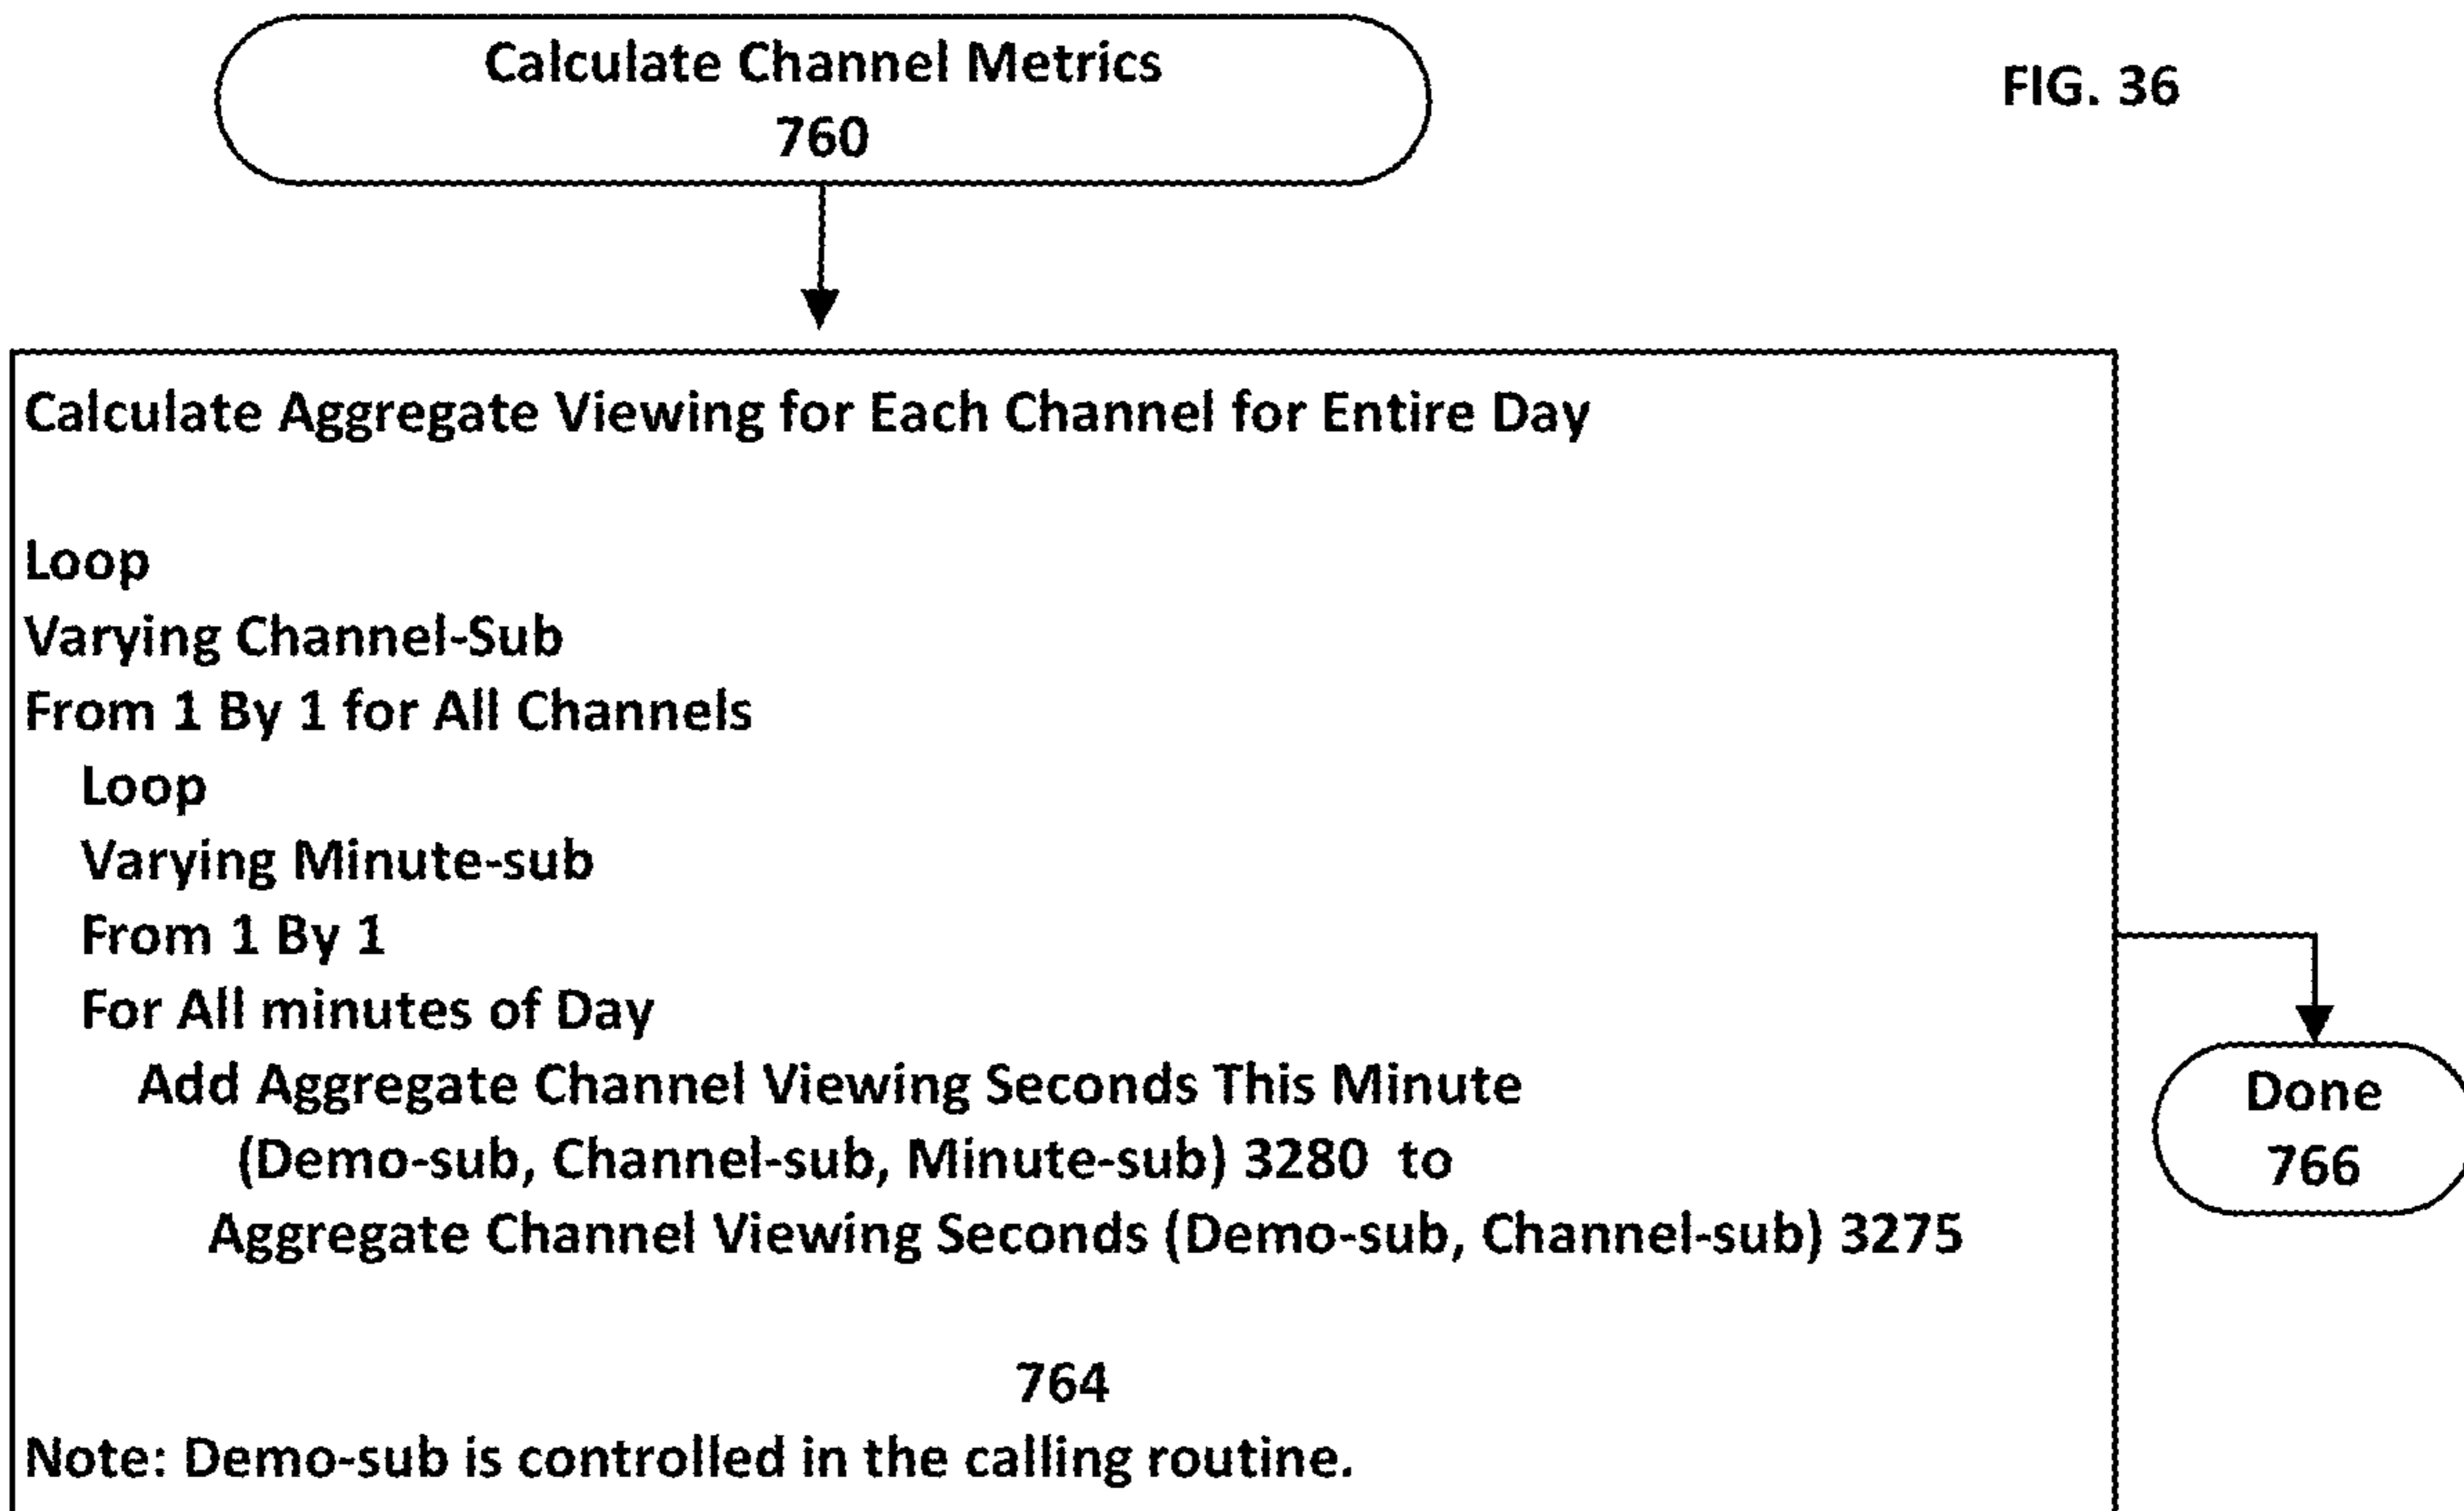 Calculate Channel Metrics
760
FIG. 36
Calculate Aggregate Viewing for Each Channel for Entire Day
Loop
Varying Channel-Sub
From 1 By 1 for All Channels
Loop
Varying Minute-sub
From 1 By 1
For All minutes of Day
Add Aggregate Channel Viewing Seconds This Minute
(Demo-sub, Channel-sub, Minute-sub) 3280 to
Aggregate Channel Viewing Seconds (Demo-sub, Channel-sub) 3275
764
Note: Demo-sub is controlled in the calling routine.
Done
766